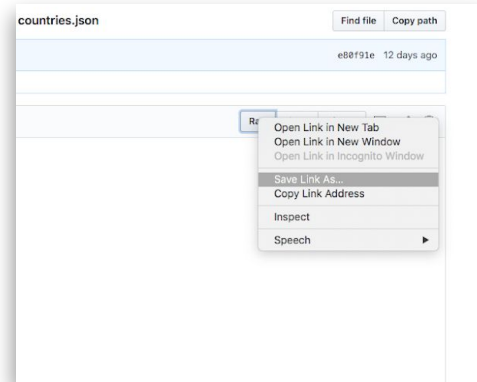 countries.json
Find file
Copy path
e80f91e 12 days ago
Open Link in New Tab
Open Link in New Window
Open Link in Incognito Window
Save Link As...
Copy Link Address
Inspect
Speech